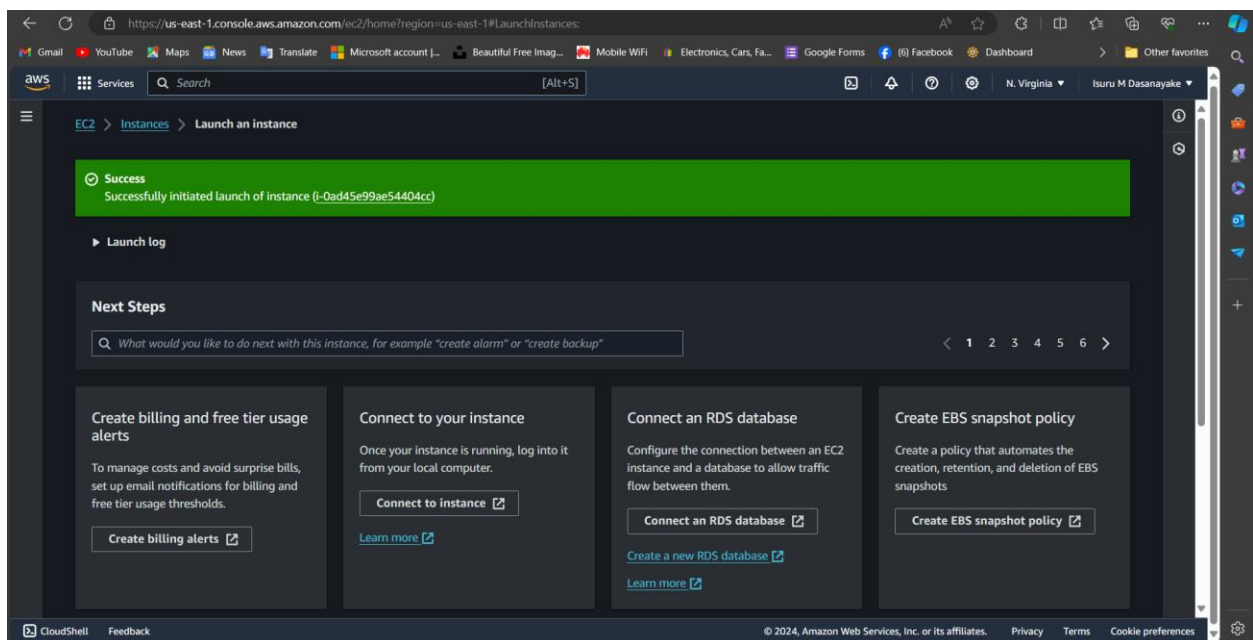 https://us-east-1.console.aws.amazon.com/ec2/home?region=us-east-1#LaunchInstances:
Gmail YouTube Maps News Translate Microsoft account |... Beautiful Free Imag... Mobile WiFi Electronics, Cars, Fa... Google Forms (6) Facebook Dashboard Other favorites
aws Services Search [Alt+S] N. Virginia Isuru M Dasanayake
EC2 > Instances > Launch an instance
Success
Successfully initiated launch of instance (i-0ad45e99ae54404cc)
Launch log
Next Steps
What would you like to do next with this instance, for example "create alarm" or "create backup"
< 1 2 3 4 5 6 >
Create billing and free tier usage
alerts
To manage costs and avoid surprise bills,
set up email notifications for billing and
free tier usage thresholds.
Create billing alerts
Connect to your instance
Once your instance is running, log into it
from your local computer.
Connect to instance
Learn more
Connect an RDS database
Configure the connection between an EC2
instance and a database to allow traffic
flow between them.
Connect an RDS database
Create a new RDS database
Learn more
Create EBS snapshot policy
Create a policy that automates the
creation, retention, and deletion of EBS
snapshots
Create EBS snapshot policy
CloudShell Feedback © 2024, Amazon Web Services, Inc. or its affiliates. Privacy Terms Cookie preferences